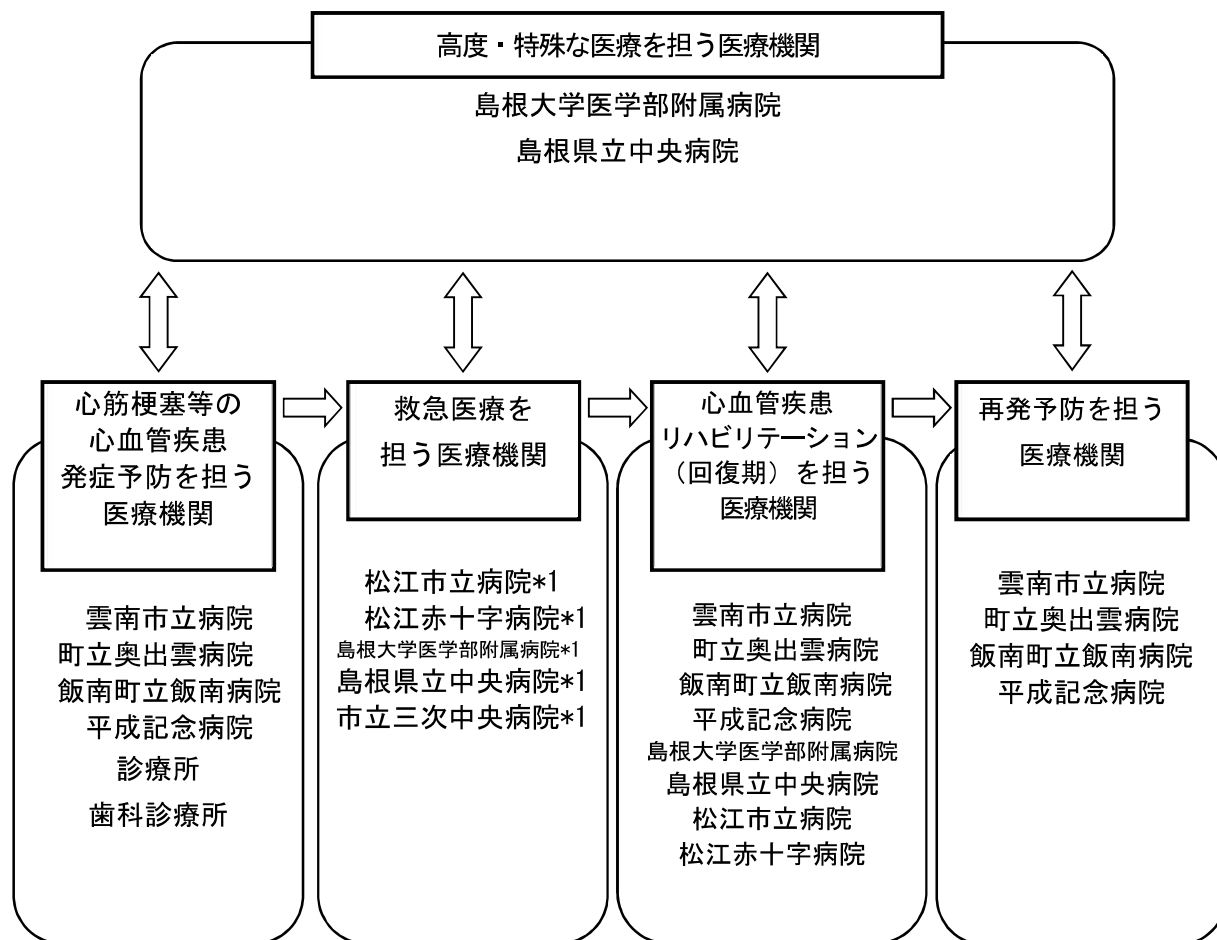 高度・特殊な医療を担う医療機関
島根大学医学部附属病院
島根県立中央病院
心筋梗塞等の
心血管疾患
発症予防を担う
医療機関
雲南市立病院
町立奥出雲病院
飯南町立飯南病院
平成記念病院
診療所
歯科診療所
救急医療を
担う医療機関
松江市立病院*1
松江赤十字病院*1
島根大学医学部附属病院*1
島根県立中央病院*1
市立三次中央病院*1
心血管疾患
リハビリテーション
（回復期）を担う
医療機関
雲南市立病院
町立奥出雲病院
飯南町立飯南病院
平成記念病院
島根大学医学部附属病院
島根県立中央病院
松江市立病院
松江赤十字病院
再発予防を担う
医療機関
雲南市立病院
町立奥出雲病院
飯南町立飯南病院
平成記念病院